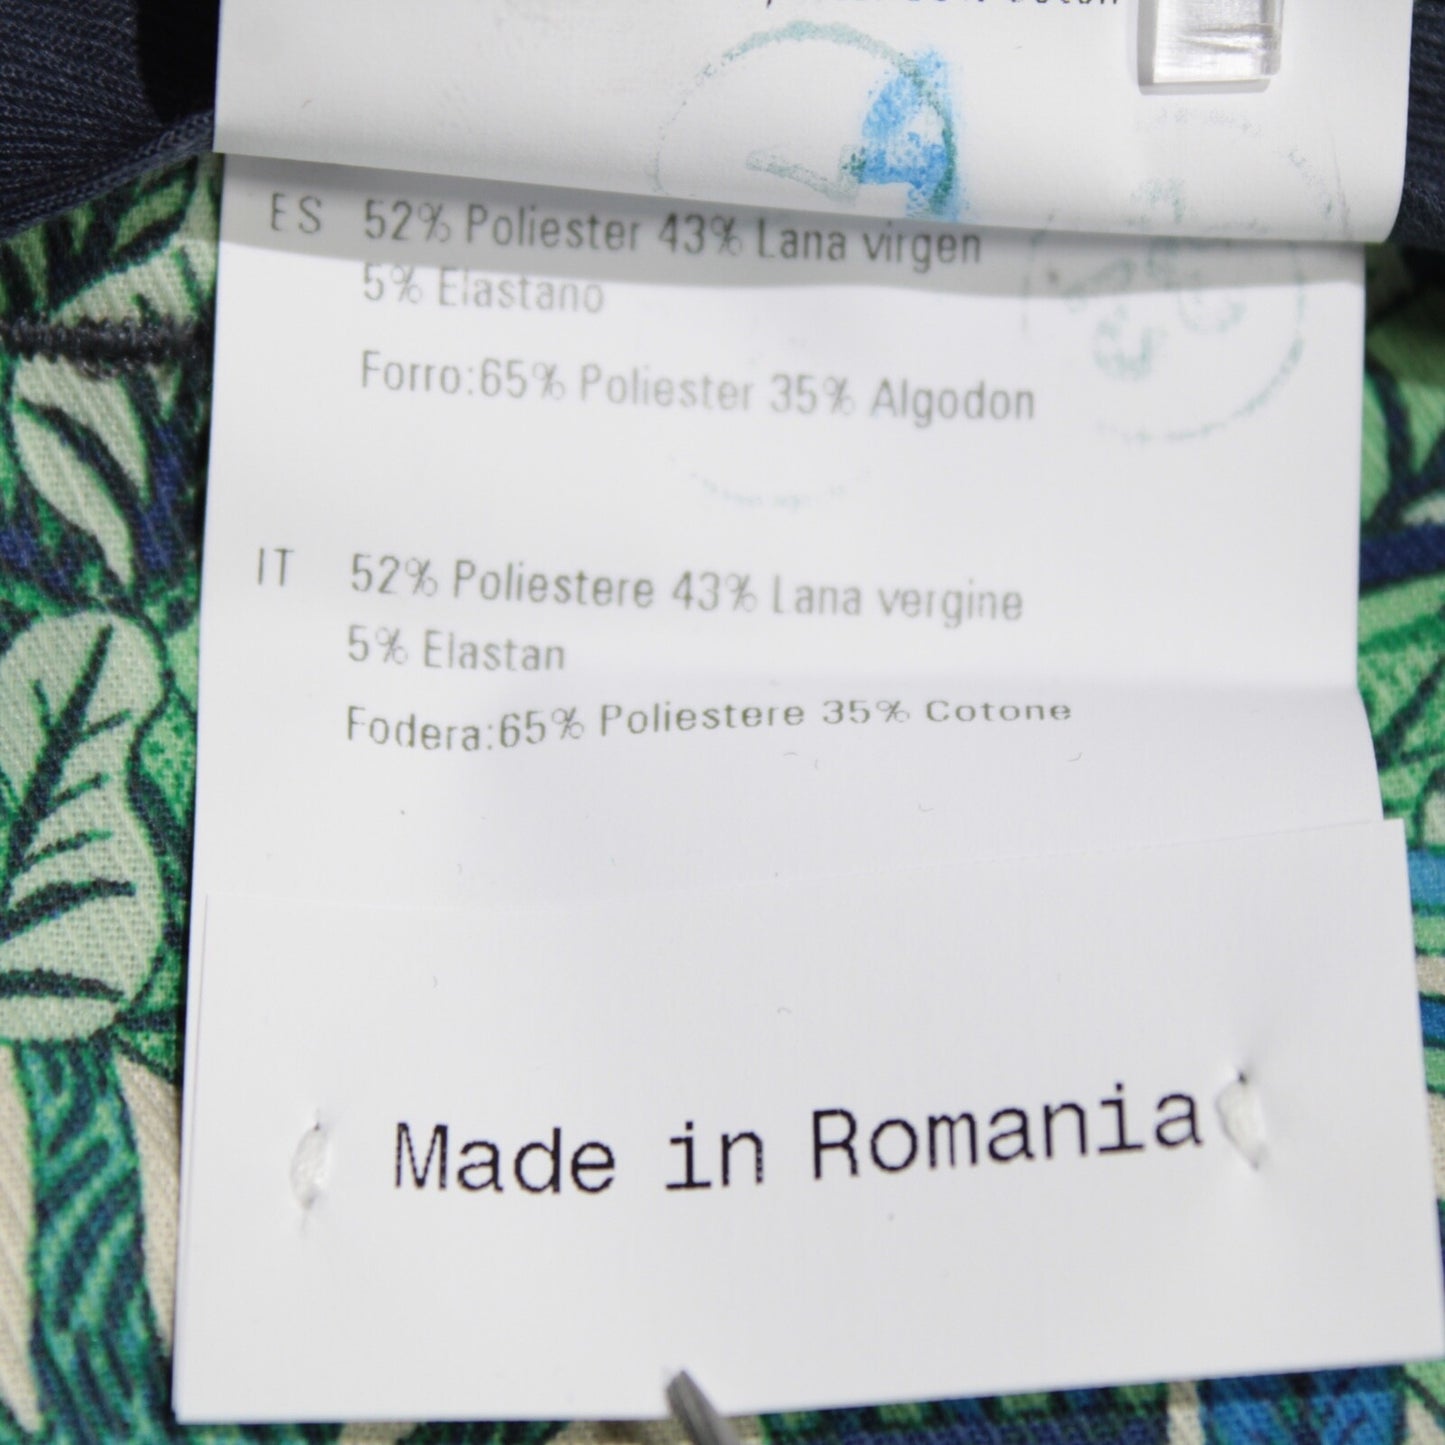 ES 52% Poliester 43% Lana virgen
5% Elastano
Forro:65% Poliester 35% Algodon
IT 52% Poliestere 43% Lana vergine
5% Elastan
Fodera:65% Poliestere 35% Cotone
Made in Romania